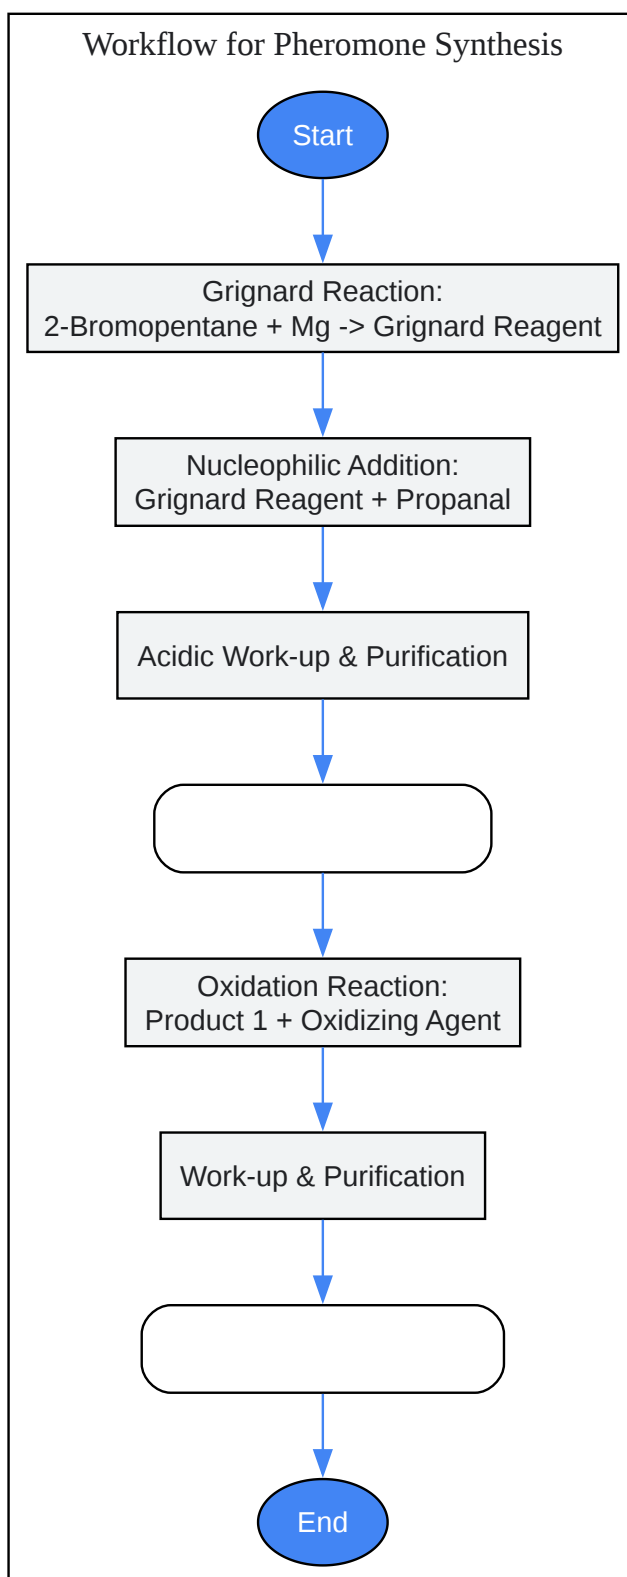 Workflow for Pheromone Synthesis
Start
Grignard Reaction:
2-Bromopentane + Mg -> Grignard Reagent
Nucleophilic Addition:
Grignard Reagent + Propanal
Acidic Work-up & Purification
Oxidation Reaction:
Product 1 + Oxidizing Agent
Work-up & Purification
End